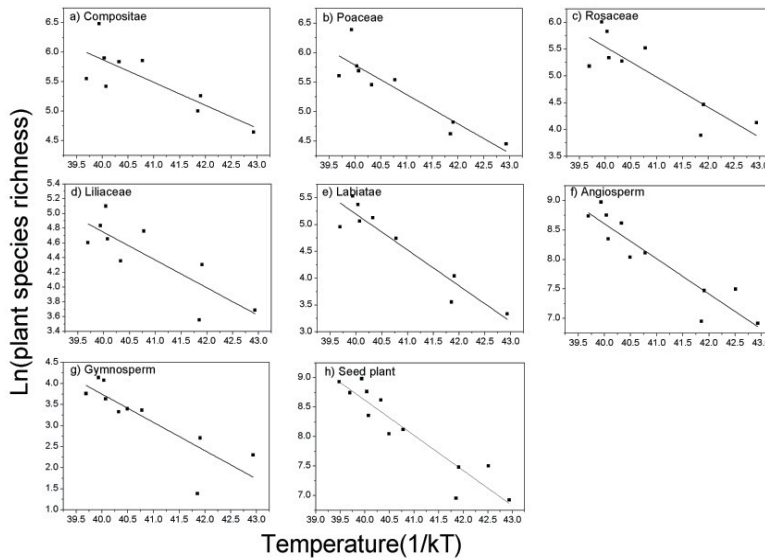 Ln(plant species richness)
a) Compositae
6.5
6.0
5.5
5.0
4.5
39.5 40.0 40.5 41.0 41.5 42.0 42.5 43.0
b) Poaceae
6.5
6.0
5.5
5.0
4.5
39.5 40.0 40.5 41.0 41.5 42.0 42.5 43.0
c) Rosaceae
6.0
5.5
5.0
4.5
4.0
3.5
39.5 40.0 40.5 41.0 41.5 42.0 42.5 43.0
d) Liliaceae
5.4
5.2
5.0
4.8
4.6
4.4
4.2
4.0
3.8
3.6
3.4
39.5 40.0 40.5 41.0 41.5 42.0 42.5 43.0
e) Labiatae
5.5
5.0
4.5
4.0
3.5
3.0
39.5 40.0 40.5 41.0 41.5 42.0 42.5 43.0
f) Angiosperm
9.0
8.5
8.0
7.5
7.0
39.5 40.0 40.5 41.0 41.5 42.0 42.5 43.0
g) Gymnosperm
4.5
4.0
3.5
3.0
2.5
2.0
1.5
1.0
39.5 40.0 40.5 41.0 41.5 42.0 42.5 43.0
h) Seed plant
9.0
8.5
8.0
7.5
7.0
39.0 39.5 40.0 40.5 41.0 41.5 42.0 42.5 43.0
Temperature(1/kT)